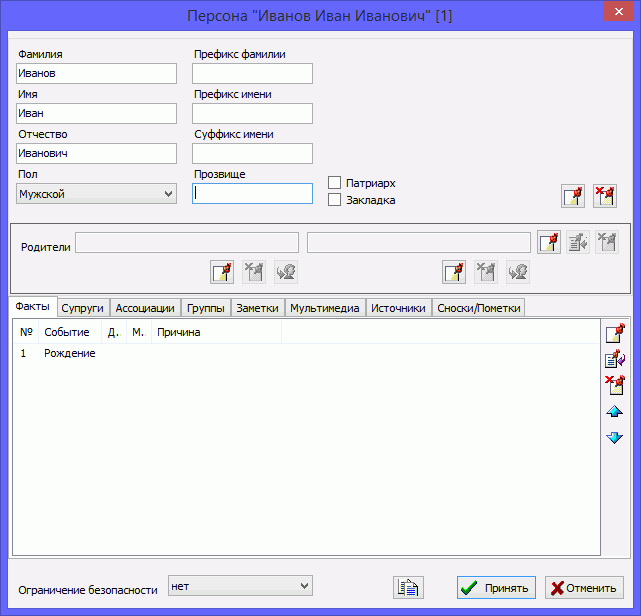 Персона "Иванов Иван Иванович" [1]
Фамилия Префикс фамилии
Иванов
Имя Префикс имени
Иван
Отчество Суффикс имени
Иванович
Пол Прозвище
Мужской
Патриарх
Закладка
Родители
Факты Супруги Ассоциации Группы Заметки Мультимедиа Источники Сноски/Пометки
№ Событие Д.. М.. Причина
1 Рождение
Ограничение безопасности нет Принять Отменить